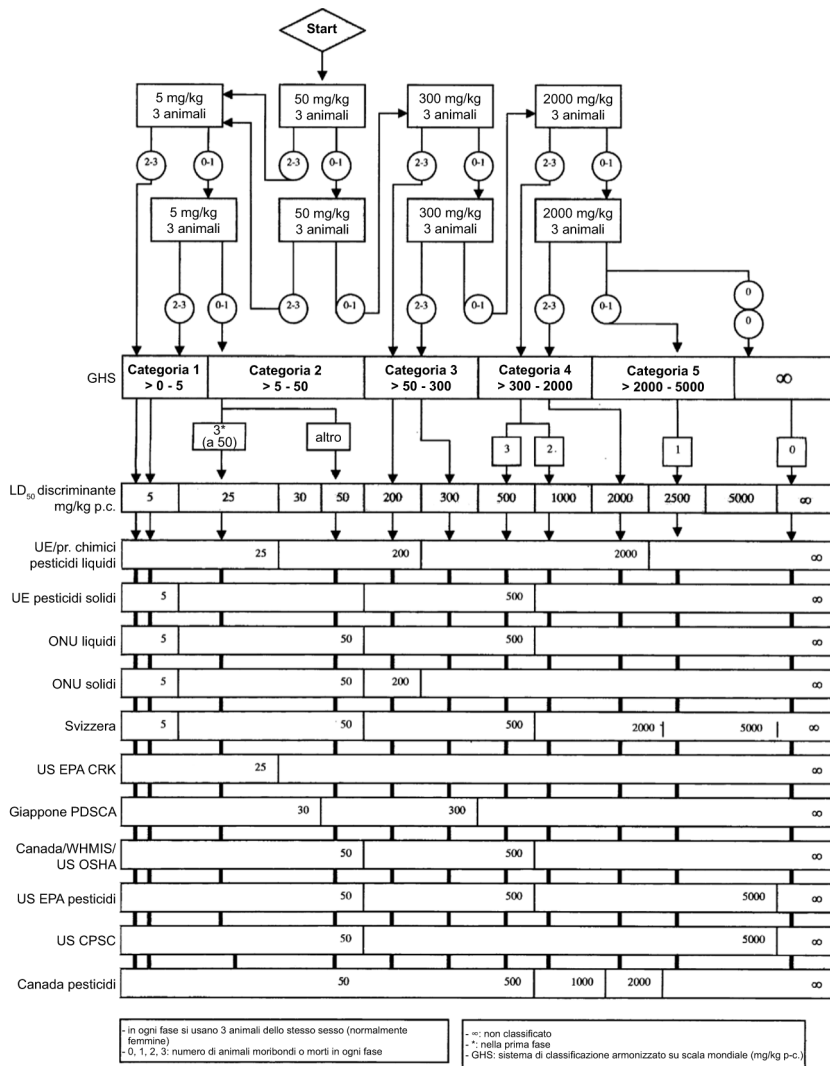 Start
5 mg/kg
3 animali
50 mg/kg
3 animali
300 mg/kg
3 animali
2000 mg/kg
3 animali
2-3
0-1
2-3
0-1
2-3
0-1
2-3
0-1
5 mg/kg
3 animali
50 mg/kg
3 animali
300 mg/kg
3 animali
2000 mg/kg
3 animali
2-3
0-1
2-3
0-1
2-3
0-1
2-3
0-1
0
0
GHS
Categoria 1
> 0 - 5
Categoria 2
> 5 - 50
Categoria 3
> 50 - 300
Categoria 4
> 300 - 2000
Categoria 5
> 2000 - 5000
∞
3*
(a 50)
altro
3
2.
1
0
LD50 discriminante
mg/kg p.c.
5 25 30 50 200 300 500 1000 2000 2500 5000 ∞
UE/pr. chimici
pesticidi liquidi
25 200 2000 ∞
UE pesticidi solidi 5 500 ∞
ONU liquidi 5 50 500 ∞
ONU solidi 5 50 200 ∞
Svizzera 5 50 500 2000 5000 ∞
US EPA CRK 25 ∞
Giappone PDSCA 30 300 ∞
Canada/WHMIS/
US OSHA
50 500 ∞
US EPA pesticidi 50 500 5000 ∞
US CPSC 50 5000 ∞
Canada pesticidi 50 500 1000 2000 ∞
- in ogni fase si usano 3 animali dello stesso sesso (normalmente
femmine)
- 0, 1, 2, 3: numero di animali moribondi o morti in ogni fase
- ∞: non classificato
- *: nella prima fase
- GHS: sistema di classificazione armonizzato su scala mondiale (mg/kg p-c.)